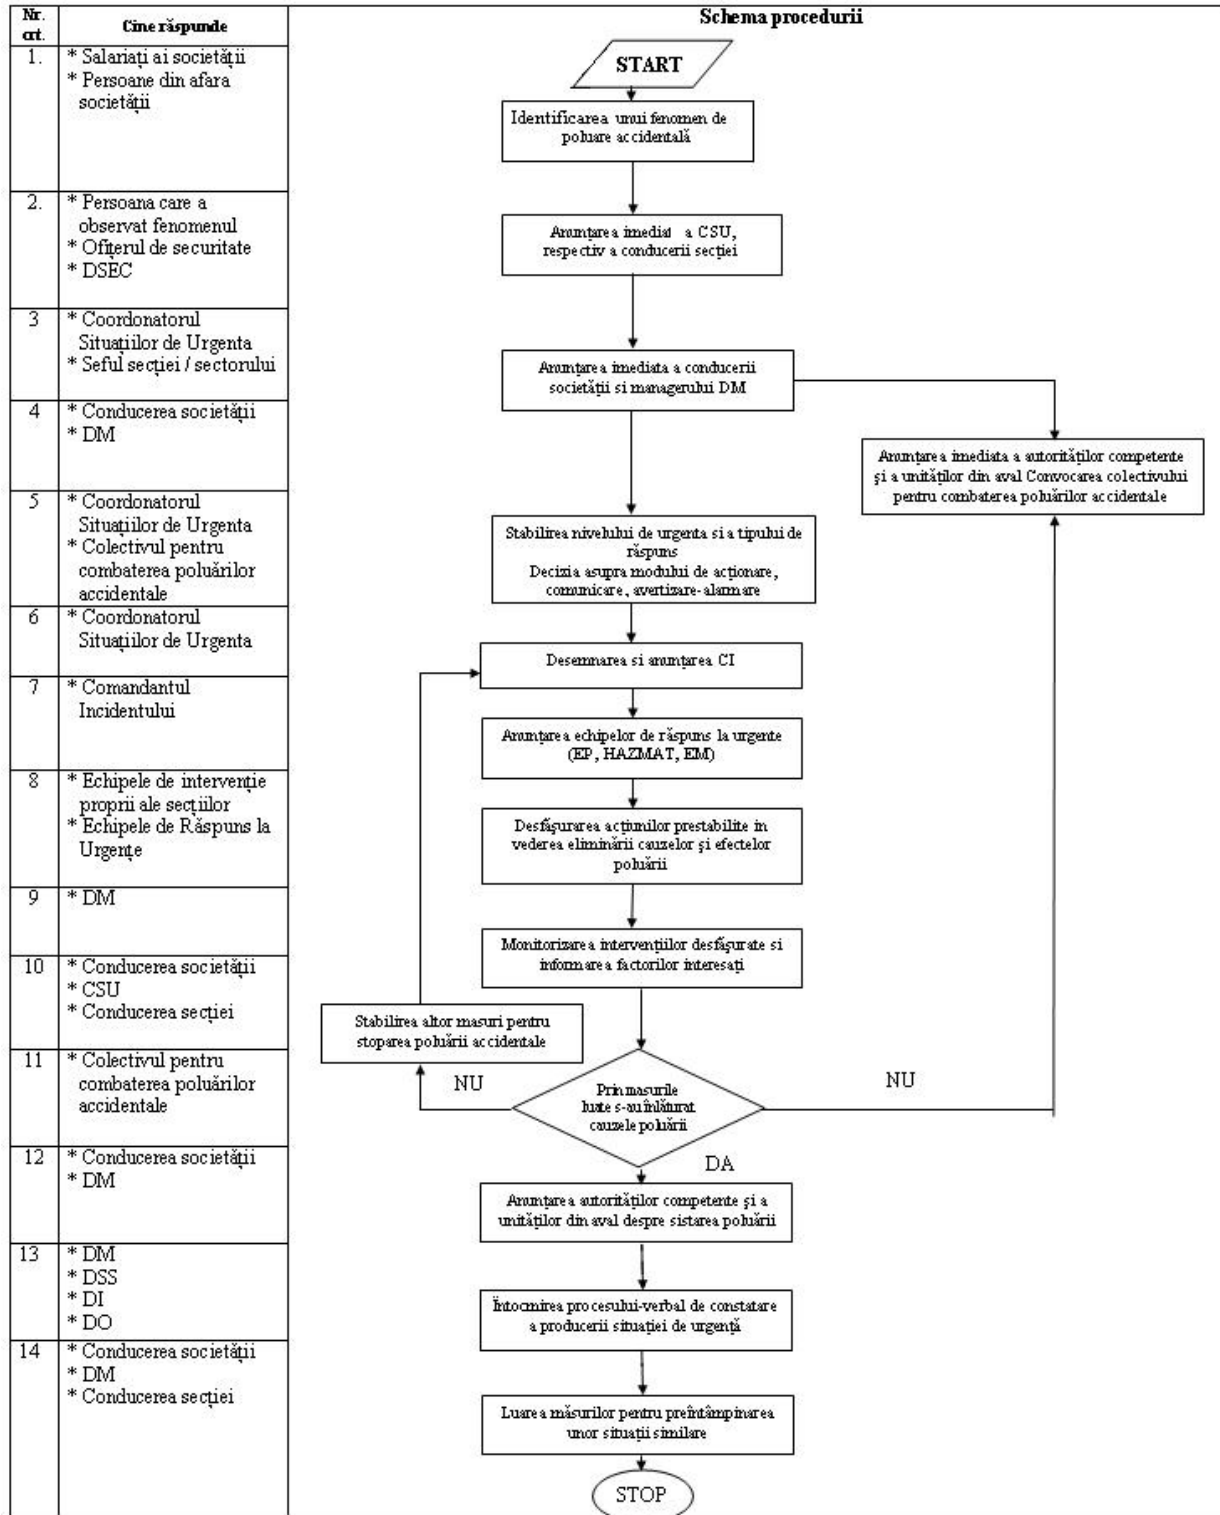 Nr.
crt.
Cine răspunde
Schema procedurii
1.
* Salariați ai societății
* Persoane din afara
societății
2.
* Persoana care a
observat fenomenul
* Ofițerul de securitate
* DSEC
3
* Coordonatorul
Situațiilor de Urgenta
* Seful secției / sectorului
4
* Conducerea societății
* DM
5
* Coordonatorul
Situațiilor de Urgenta
* Colectivul pentru
combaterea poluărilor
accidentale
6
* Coordonatorul
Situațiilor de Urgenta
7
* Comandantul
Incidentului
8
* Echipele de intervenție
proprii ale secțiilor
* Echipele de Răspuns la
Urgențe
9
* DM
10
* Conducerea societății
* CSU
* Conducerea secției
11
* Colectivul pentru
combaterea poluărilor
accidentale
12
* Conducerea societății
* DM
13
* DM
* DSS
* DI
* DO
14
* Conducerea societății
* DM
* Conducerea secției
START
Identificarea unui fenomen de
poluare accidentală
Anunțarea imediat a CSU,
respectiv a conducerii secției
Anunțarea imediata a conducerii
societății si managerului DM
Anunțarea imediata a autorităților competente
și a unităților din aval Convocarea colectivului
pentru combaterea poluărilor accidentale
Stabilirea nivelului de urgenta si a tipului de
răspuns
Decizia asupra modului de acționare,
comunicare, avertizare-alarmare
Desemnarea si anunțarea CI
Anunțarea echipelor de răspuns la urgente
(EP, HAZMAT, EM)
Desfășurarea acțiunilor prestabilite in
vederea eliminării cauzelor și efectelor
poluării
Monitorizarea intervențiilor desfășurate si
informarea factorilor interesați
Stabilirea altor masuri pentru
stoparea poluării accidentale
NU
Prin masurile
luate s-au înlăturat
cauzele poluării
NU
DA
Anunțarea autorităților competente și a
unităților din aval despre sistarea poluării
Întocmirea procesului-verbal de constatare
a producerii situației de urgență
Luarea măsurilor pentru preîntâmpinarea
unor situații similare
STOP